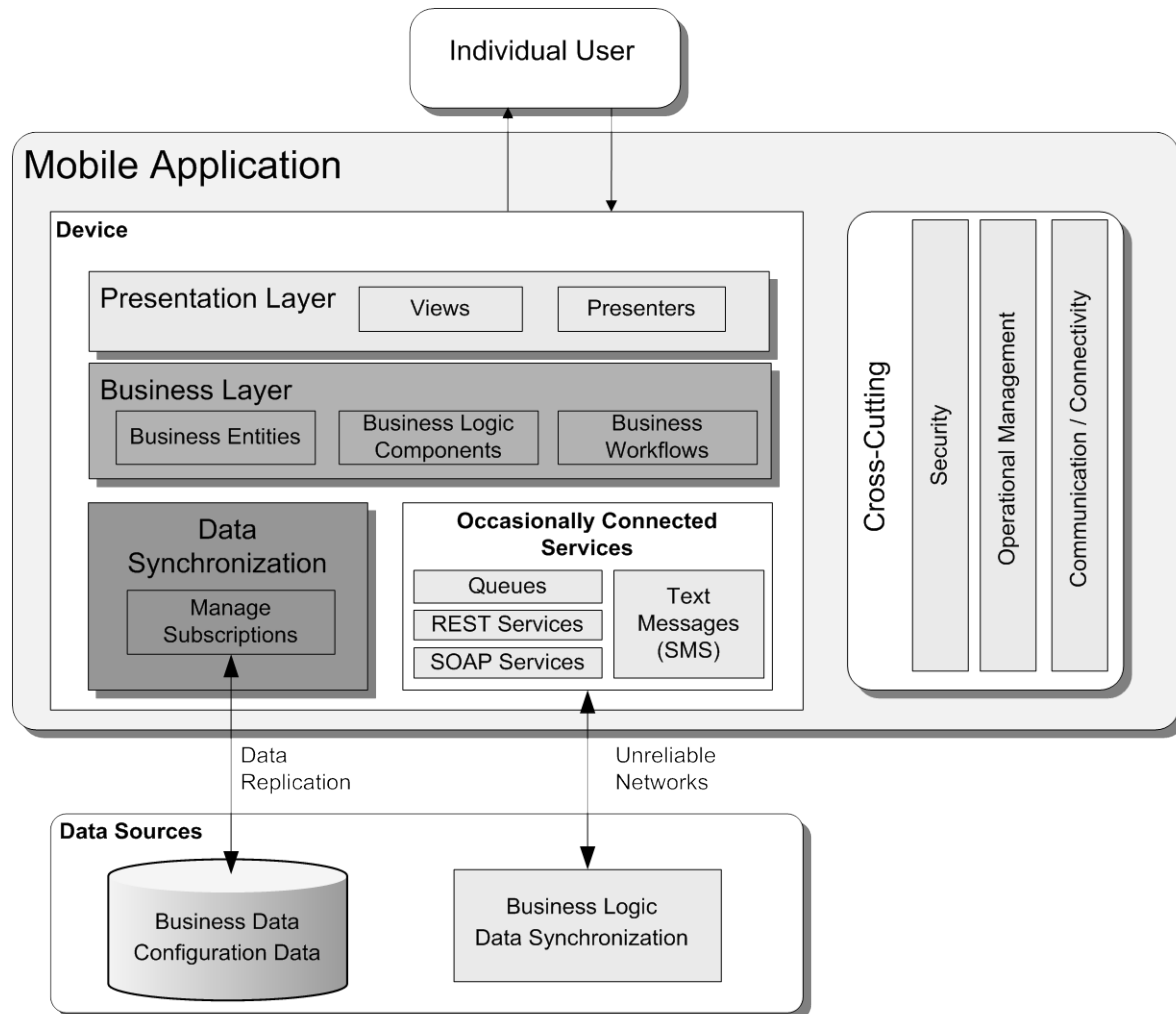 Individual User
Mobile Application
Device
Presentation Layer
Views
Presenters
Business Layer
Business Entities
Business Logic
Components
Business
Workflows
Data
Synchronization
Manage
Subscriptions
Occasionally Connected
Services
Queues
REST Services
SOAP Services
Text
Messages
(SMS)
Cross-Cutting
Security
Operational Management
Communication / Connectivity
Data
Replication
Unreliable
Networks
Data Sources
Business Data
Configuration Data
Business Logic
Data Synchronization